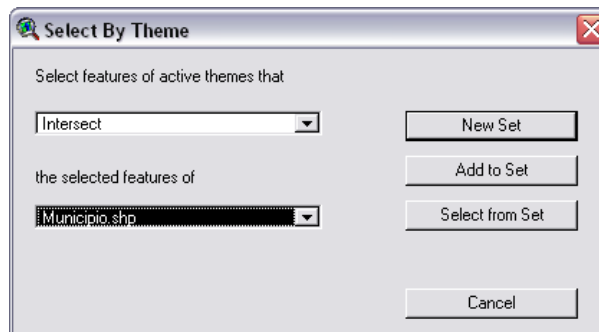 Select By Theme
Select features of active themes that
Intersect
New Set
Add to Set
the selected features of
Municipio.shp
Select from Set
Cancel